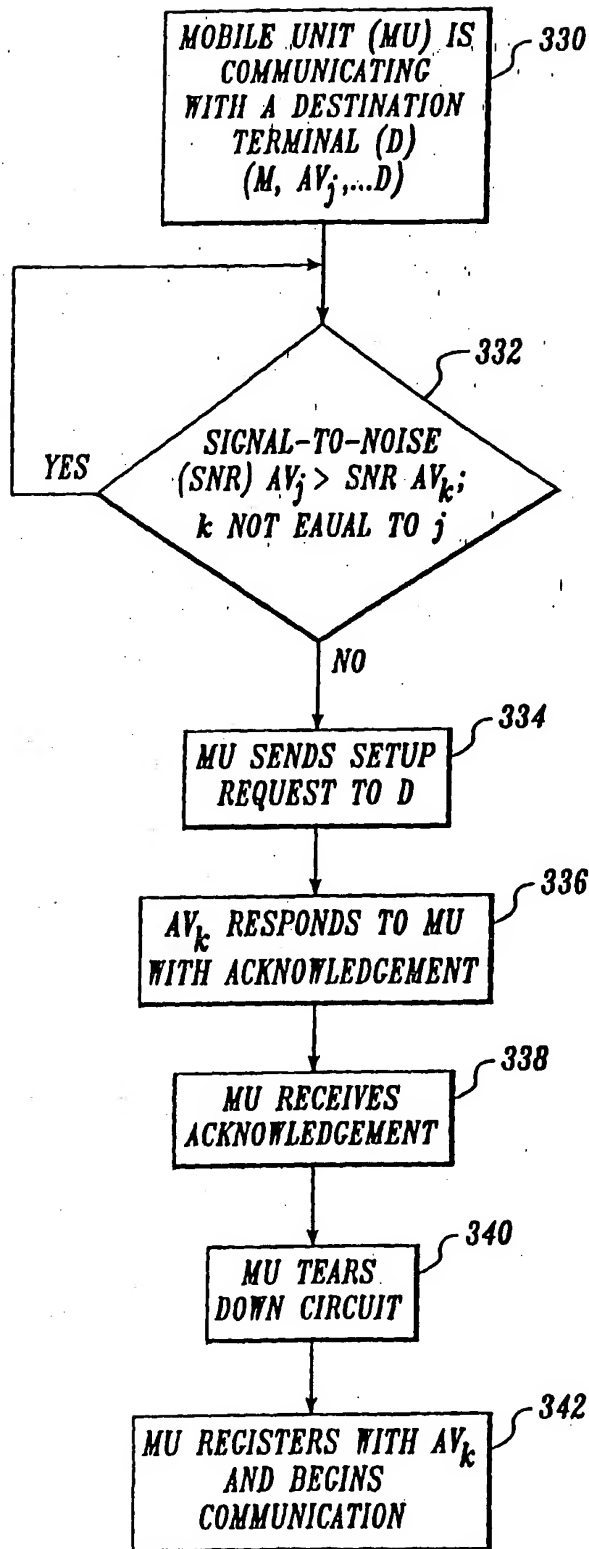 MOBILE UNIT (MU) IS
COMMUNICATING
WITH A DESTINATION
TERMINAL (D)
(M, AVj,...D)
330
332
SIGNAL-TO-NOISE
(SNR) AVj > SNR AVk;
k NOT EAUAL TO j
YES
NO
334
MU SENDS SETUP
REQUEST TO D
336
AVk RESPONDS TO MU
WITH ACKNOWLEDGEMENT
338
MU RECEIVES
ACKNOWLEDGEMENT
340
MU TEARS
DOWN CIRCUIT
342
MU REGISTERS WITH AVk
AND BEGINS
COMMUNICATION